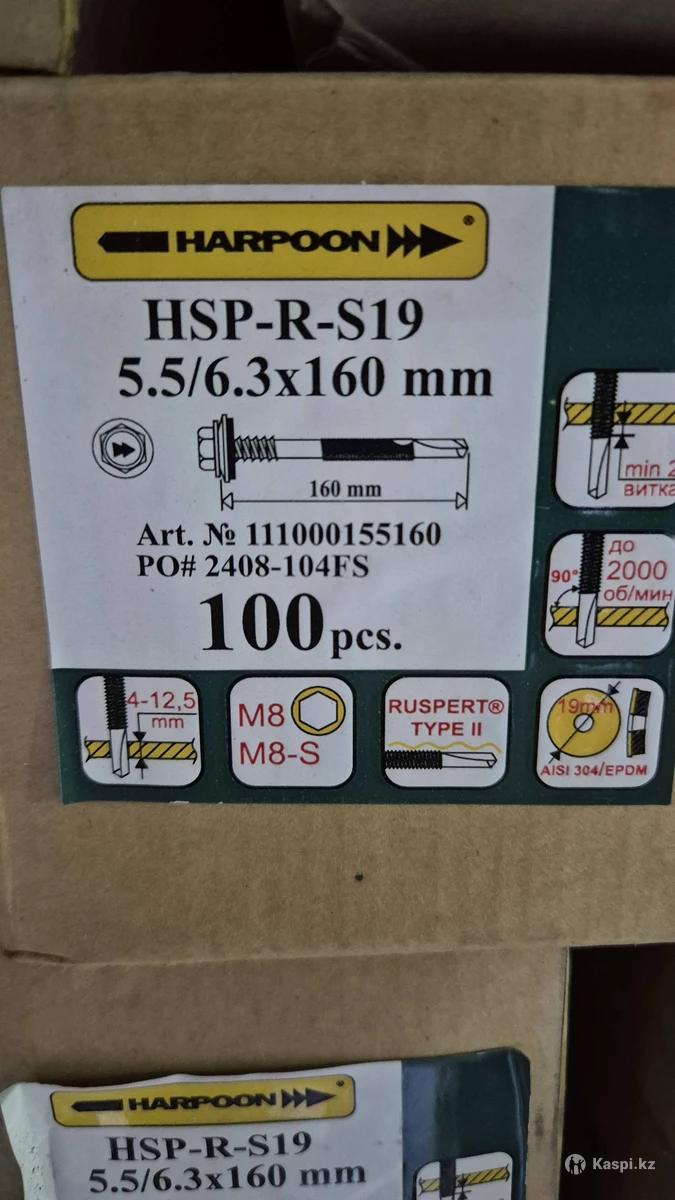 HARPOON®
HSP-R-S19
5.5/6.3x160 mm
160 mm
Art. № 111000155160
PO# 2408-104FS
100 pcs.
min 2
витка
90°
до
2000
об/мин
4-12,5
mm
M8
M8-S
RUSPERT®
TYPE II
19mm
AISI 304/EPDM
HARPOON®
HSP-R-S19
5.5/6.3x160 mm
Kaspi.kz